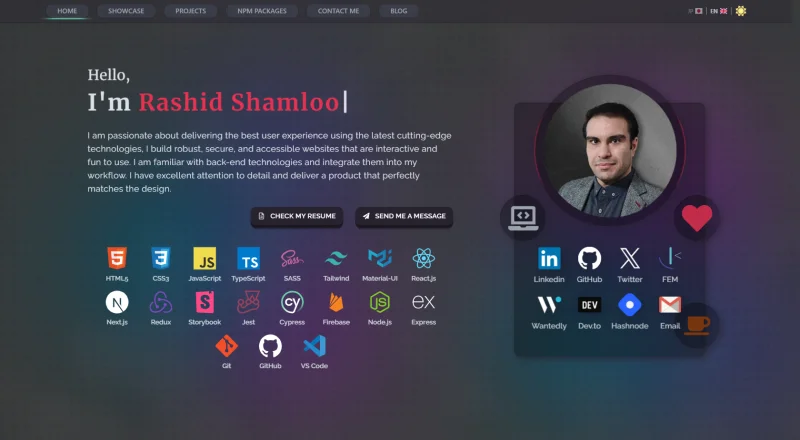 HOME SHOWCASE PROJECTS NPM PACKAGES CONTACT ME BLOG
EN
Hello,
I'm Rashid Shamloo
I am passionate about delivering the best user experience using the latest cutting-edge
technologies, I build robust, secure, and accessible websites that are interactive and
fun to use. I am familiar with back-end technologies and integrate them into my
workflow. I have excellent attention to detail and deliver a product that perfectly
matches the design.
CHECK MY RESUME SEND ME A MESSAGE
HTML5 CSS3 JavaScript TypeScript SASS Tailwind Material-UI React.js
Next.js Redux Storybook Jest Cypress Firebase Node.js Express
Git GitHub VS Code
Linkedin GitHub Twitter FEM
Wantedly Dev.to Hashnode Email